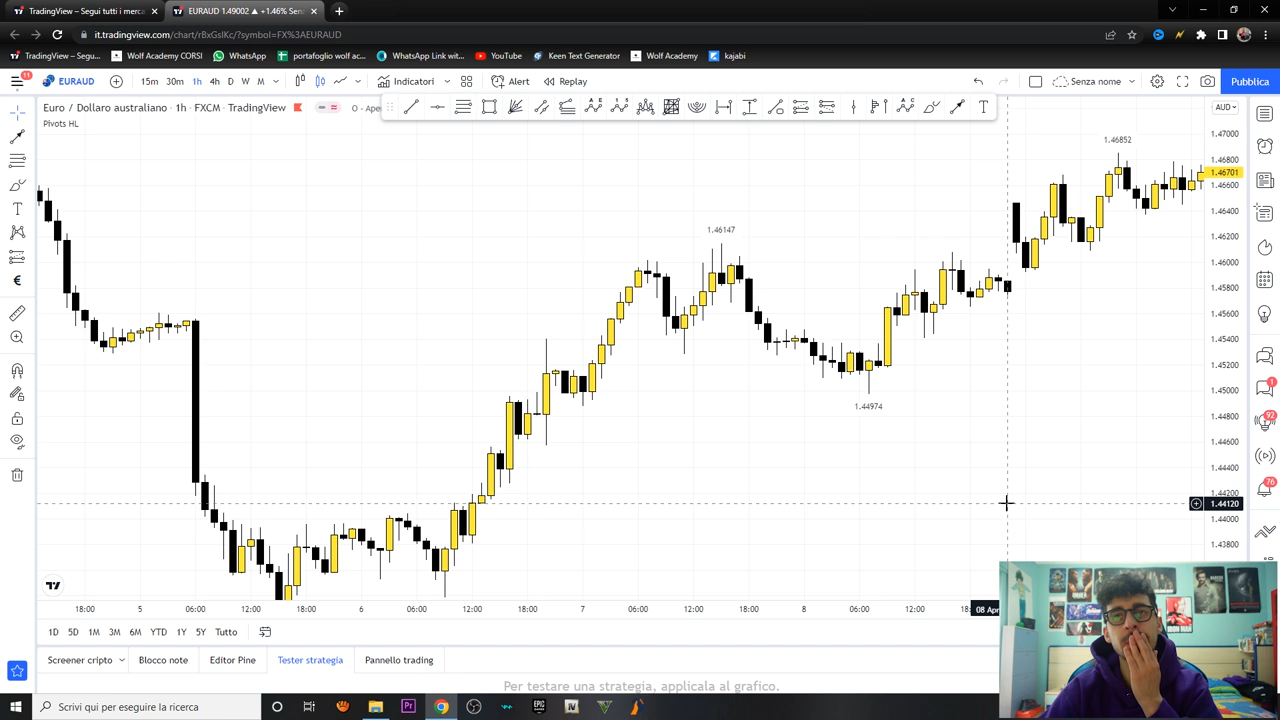 TradingView – Segui tutti i merca
EURAUD 1.49002 ▲ +1.46% Senz
it.tradingview.com/chart/rBxGsIKc/?symbol=FX%3AEURAUD
TradingView – Segu...
Wolf Academy CORSI
WhatsApp
portafoglio wolf ac...
WhatsApp Link wit...
YouTube
Keen Text Generator
Wolf Academy
kajabi
11
EURAUD
15m 30m 1h 4h D W M
Indicatori
Alert
Replay
Senza nome
Pubblica
Euro / Dollaro australiano · 1h · FXCM · TradingView
O - Ape
AUD
Pivots HL
1.47000
1.46852
1.46800
1.46701
1.46600
1.46400
1.46147
1.46200
1.46000
1.45800
1.45600
1.45400
1.45200
1.45000
1.44974
1.44800
1.44600
1.44400
1.44200
1.44120
1.44000
1.43800
1
92
76
18:00 5 06:00 12:00 18:00 6 06:00 12:00 18:00 7 06:00 12:00 18:00 8 06:00 12:00 08 Apr
1D 5D 1M 3M 6M YTD 1Y 5Y Tutto
Screener cripto
Blocco note
Editor Pine
Tester strategia
Pannello trading
Per testare una strategia, applicala al grafico.
Scrivi qui per eseguire la ricerca